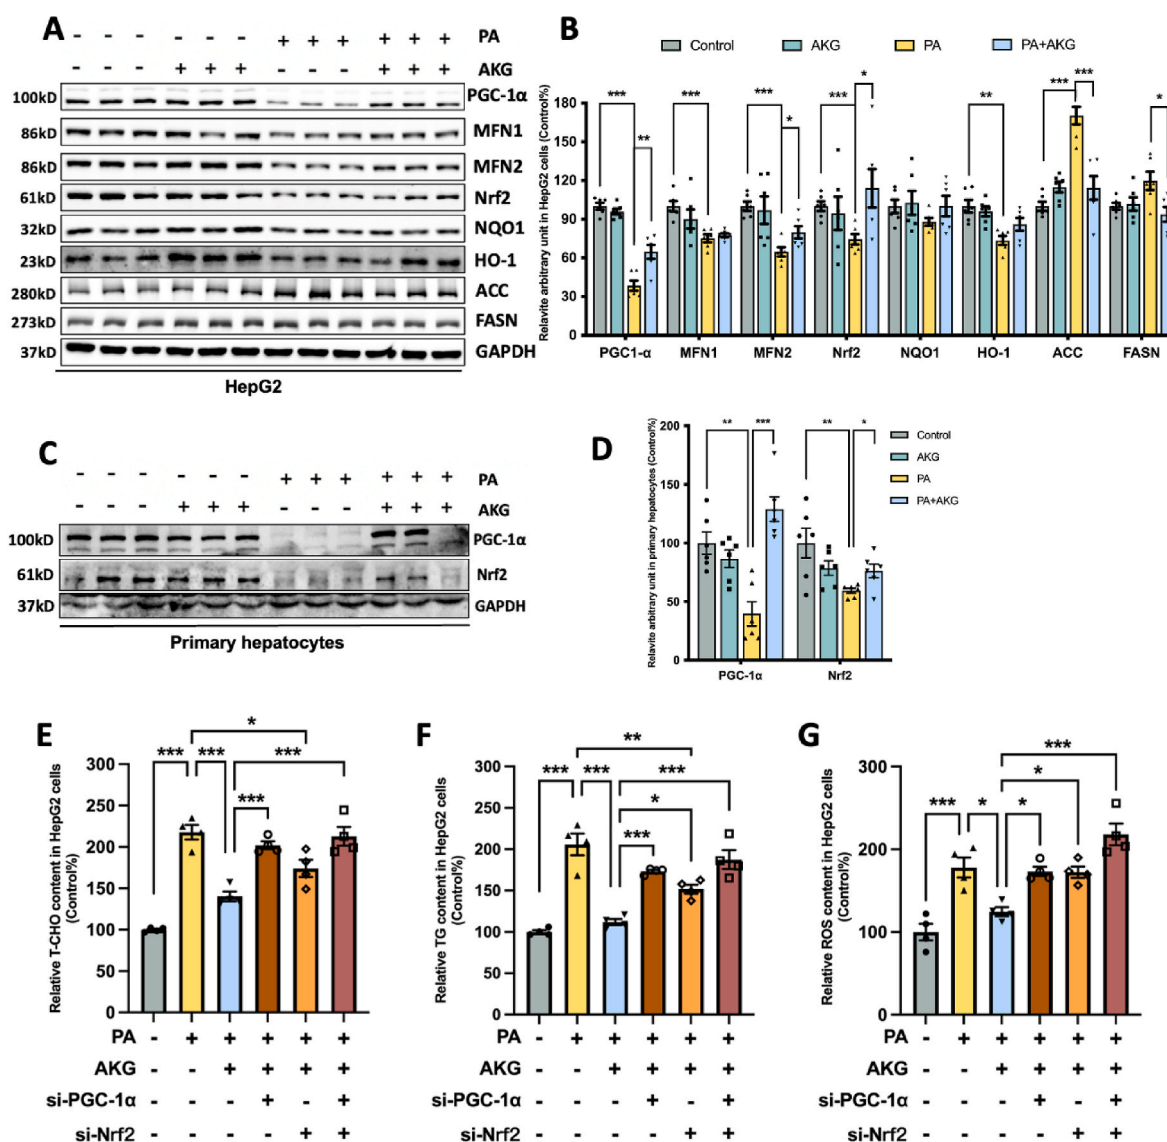 A
- - - - - - + + + + + + PA
- - - + + + - - - + + + AKG
100kD PGC-1α
86kD MFN1
86kD MFN2
61kD Nrf2
32kD NQO1
23kD HO-1
280kD ACC
273kD FASN
37kD GAPDH
HepG2
B
Control AKG PA PA+AKG
Relavite arbitrary unit in HepG2 cells (Control%)
180
150
120
90
60
30
0
*** ** *** *** * *** * ** *** *** *
PGC1-α MFN1 MFN2 Nrf2 NQO1 HO-1 ACC FASN
C
- - - - - - + + + + + + PA
- - - + + + - - - + + + AKG
100kD PGC-1α
61kD Nrf2
37kD GAPDH
Primary hepatocytes
D
Relavite arbitrary unit in primary hepatocytes (Control%)
200
150
100
50
0
** *** ** *
Control
AKG
PA
PA+AKG
PGC-1α Nrf2
E
Relative T-CHO content in HepG2 cells
(Control%)
300
250
200
150
100
50
0
*
*** *** ***
***
PA - + + + + +
AKG - - + + + +
si-PGC-1α - - - + - +
si-Nrf2 - - - - + +
F
Relative TG content in HepG2 cells
(Control%)
300
250
200
150
100
50
0
**
*** *** ***
*
***
PA - + + + + +
AKG - - + + + +
si-PGC-1α - - - + - +
si-Nrf2 - - - - + +
G
Relative ROS content in HepG2 cells
(Control%)
300
200
100
0
***
*
*** * *
PA - + + + + +
AKG - - + + + +
si-PGC-1α - - - + - +
si-Nrf2 - - - - + +